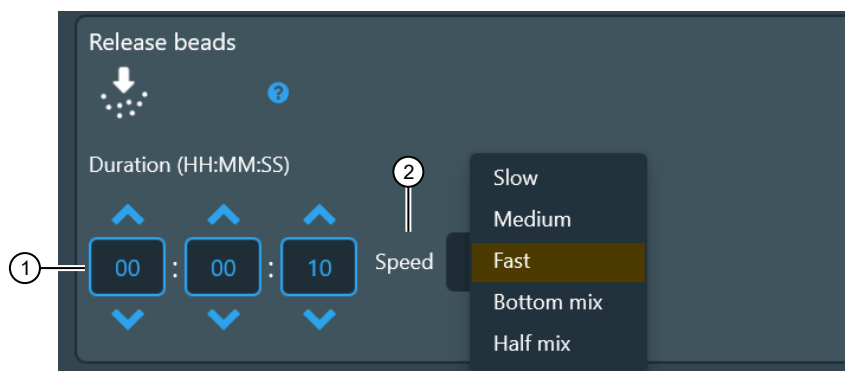 Release beads
?
Duration (HH:MM:SS)
2
1
00 : 00 : 10
Speed
Slow
Medium
Fast
Bottom mix
Half mix